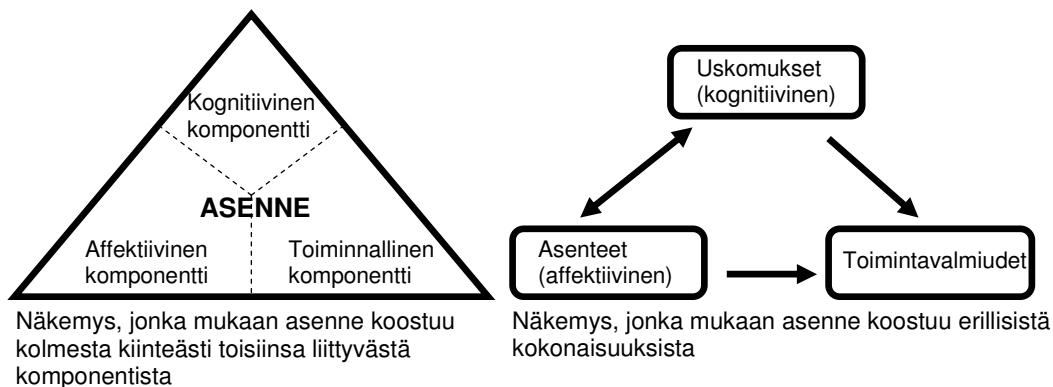 Kognitiivinen
komponentti
ASENNE
Affektiivinen
komponentti
Toiminnallinen
komponentti
Näkemys, jonka mukaan asenne koostuu
kolmesta kiinteästi toisiinsa liittyvästä
komponentista
Uskomukset
(kognitiivinen)
Asenteet
(affektiivinen)
Toimintavalmiudet
Näkemys, jonka mukaan asenne koostuu erillisistä
kokonaisuuksista